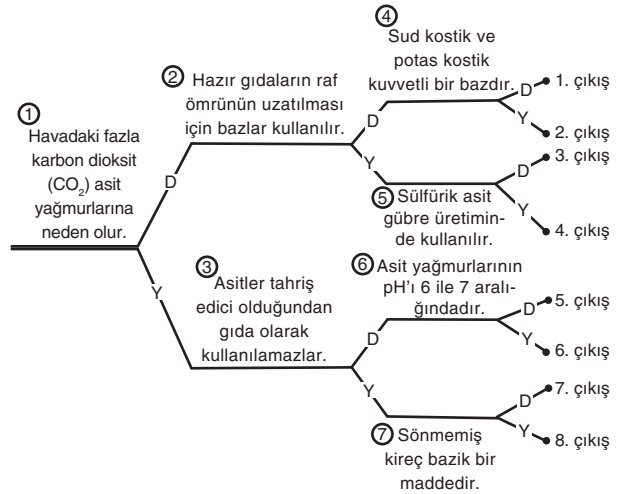 ①
Havadaki fazla
karbon dioksit
(CO₂) asit
yağmurlarına
neden olur.
D
Y
②
Hazır gıdaların raf
ömrünün uzatılması
için bazlar kullanılır.
D
Y
③
Asitler tahriş
edici olduğundan
gıda olarak
kullanılamazlar.
D
Y
④
Sud kostik ve
potas kostik
kuvvetli bir bazdır.
D
1. çıkış
Y
2. çıkış
⑤ Sülfürik asit
gübre üretimin-
de kullanılır.
D
3. çıkış
Y
4. çıkış
⑥ Asit yağmurlarının
pH'ı 6 ile 7 aralı-
ğındadır.
D
5. çıkış
Y
6. çıkış
⑦ Sönmemiş
kireç bazik bir
maddedir.
D
7. çıkış
Y
8. çıkış